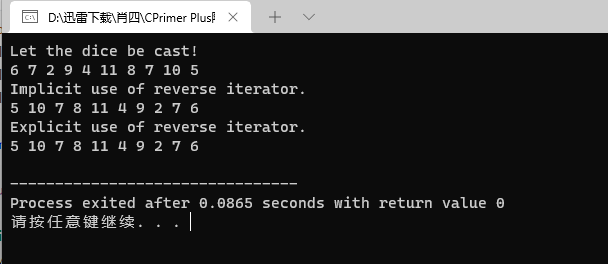 D:\迅雷下载\肖四\CPrimer Plus
Let the dice be cast!
6 7 2 9 4 11 8 7 10 5
Implicit use of reverse iterator.
5 10 7 8 11 4 9 2 7 6
Explicit use of reverse iterator.
5 10 7 8 11 4 9 2 7 6
--------------------------------
Process exited after 0.0865 seconds with return value 0
请按任意键继续. . .